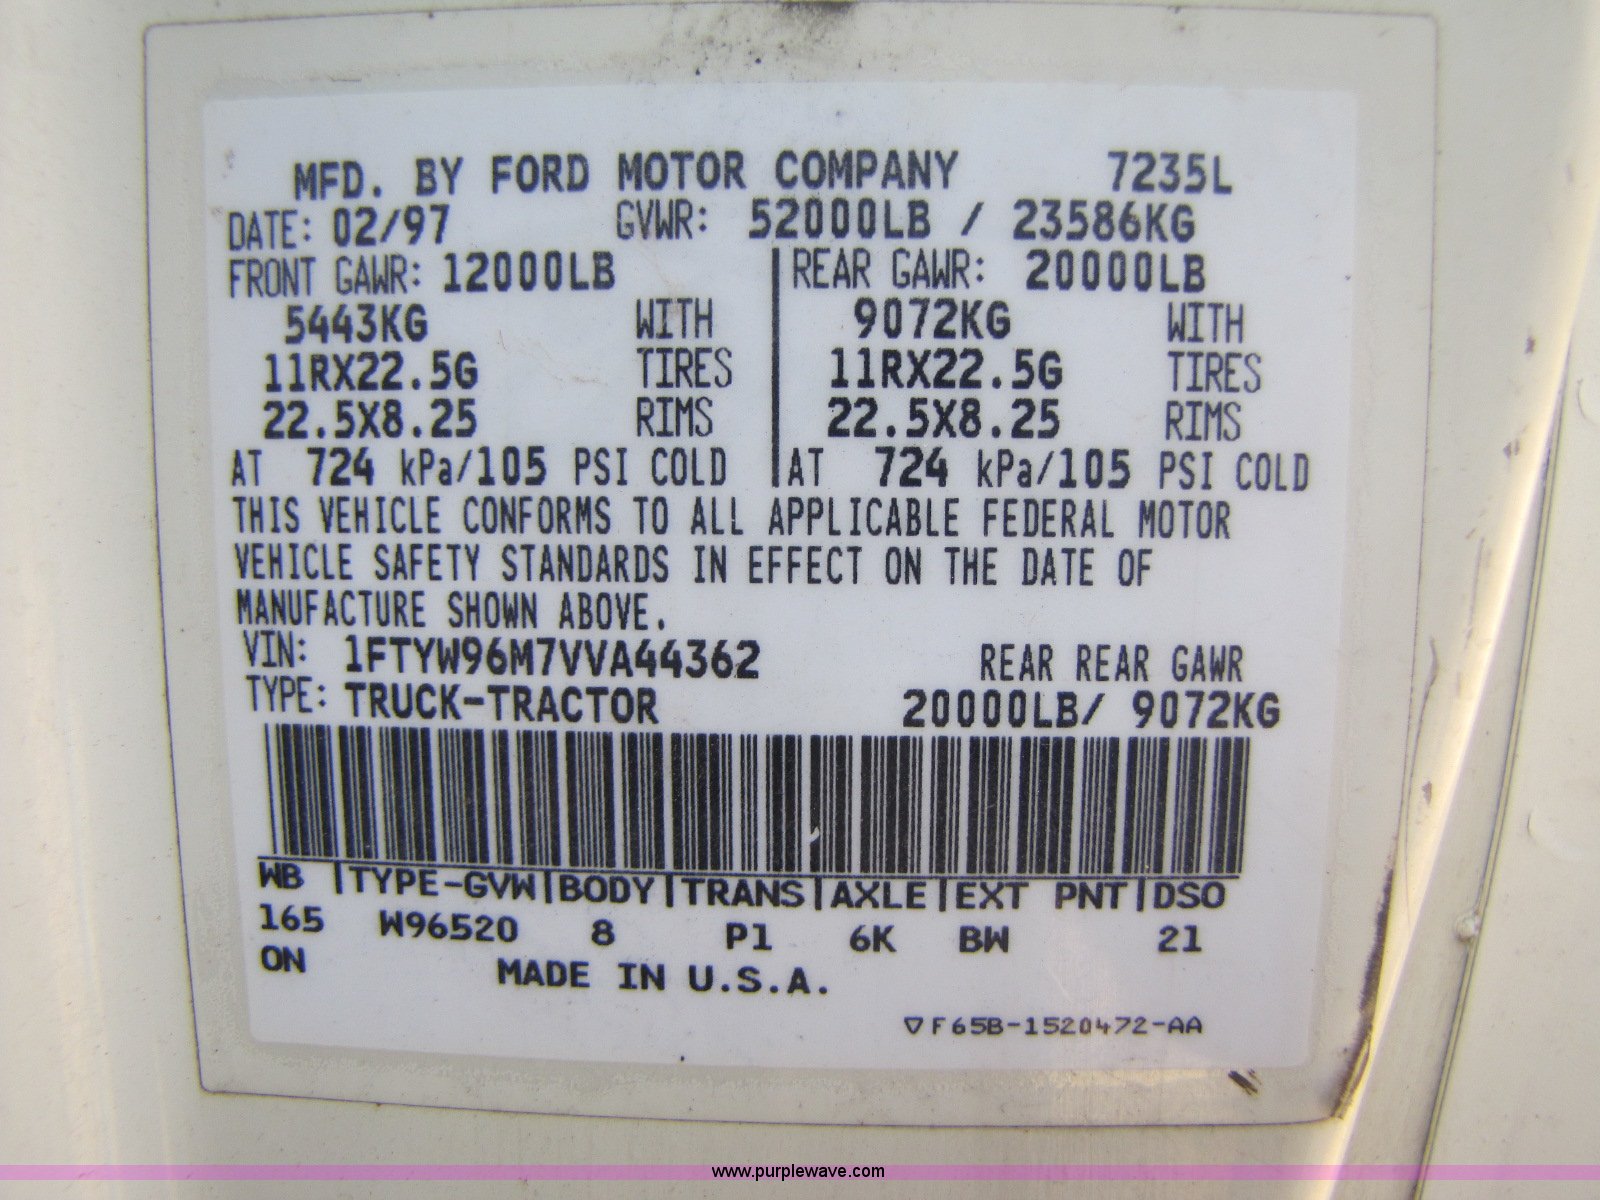 MFD. BY FORD MOTOR COMPANY 7235L
DATE: 02/97 GVWR: 52000LB / 23586KG
FRONT GAWR: 12000LB REAR GAWR: 20000LB
5443KG WITH 9072KG WITH
11RX22.5G TIRES 11RX22.5G TIRES
22.5X8.25 RIMS 22.5X8.25 RIMS
AT 724 kPa/105 PSI COLD AT 724 kPa/105 PSI COLD
THIS VEHICLE CONFORMS TO ALL APPLICABLE FEDERAL MOTOR
VEHICLE SAFETY STANDARDS IN EFFECT ON THE DATE OF
MANUFACTURE SHOWN ABOVE.
VIN: 1FTYW96M7VVA44362 REAR REAR GAWR
TYPE: TRUCK-TRACTOR 20000LB/ 9072KG
WB |TYPE-GVW|BODY|TRANS|AXLE|EXT PNT|DSO
165 W96520 8 P1 6K BW 21
ON MADE IN U.S.A.
▽F65B-1520472-AA
www.purplewave.com